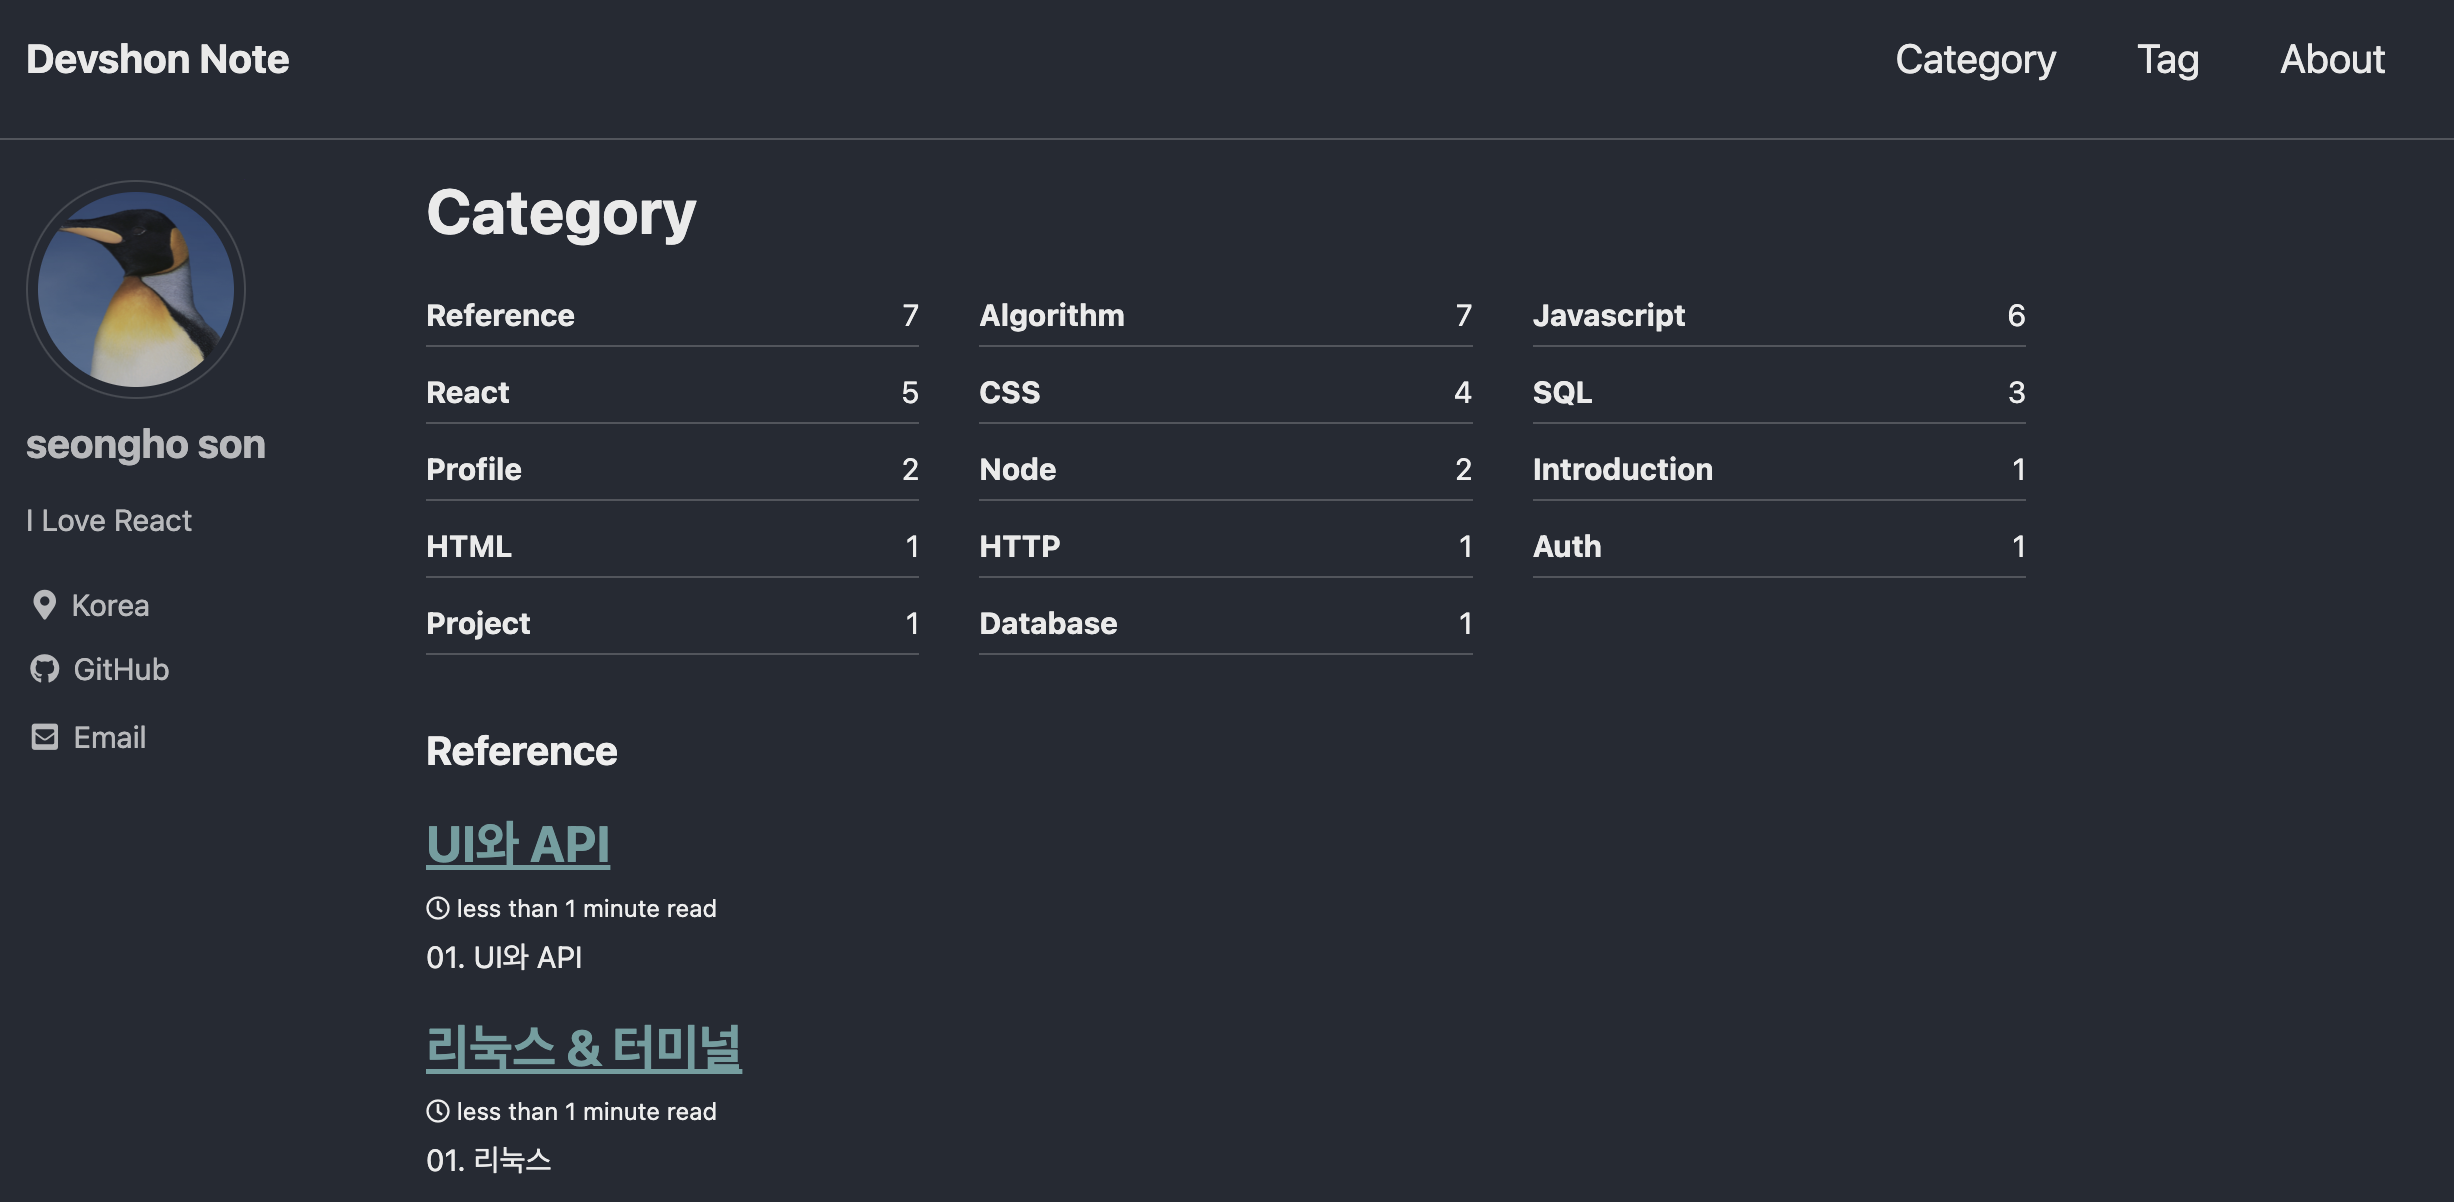 Devshon Note
Category Tag About
seongho son
I Love React
Korea
GitHub
Email
Category
Reference 7 Algorithm 7 Javascript 6
React 5 CSS 4 SQL 3
Profile 2 Node 2 Introduction 1
HTML 1 HTTP 1 Auth 1
Project 1 Database 1
Reference
UI와 API
less than 1 minute read
01. UI와 API
리눅스 & 터미널
less than 1 minute read
01. 리눅스